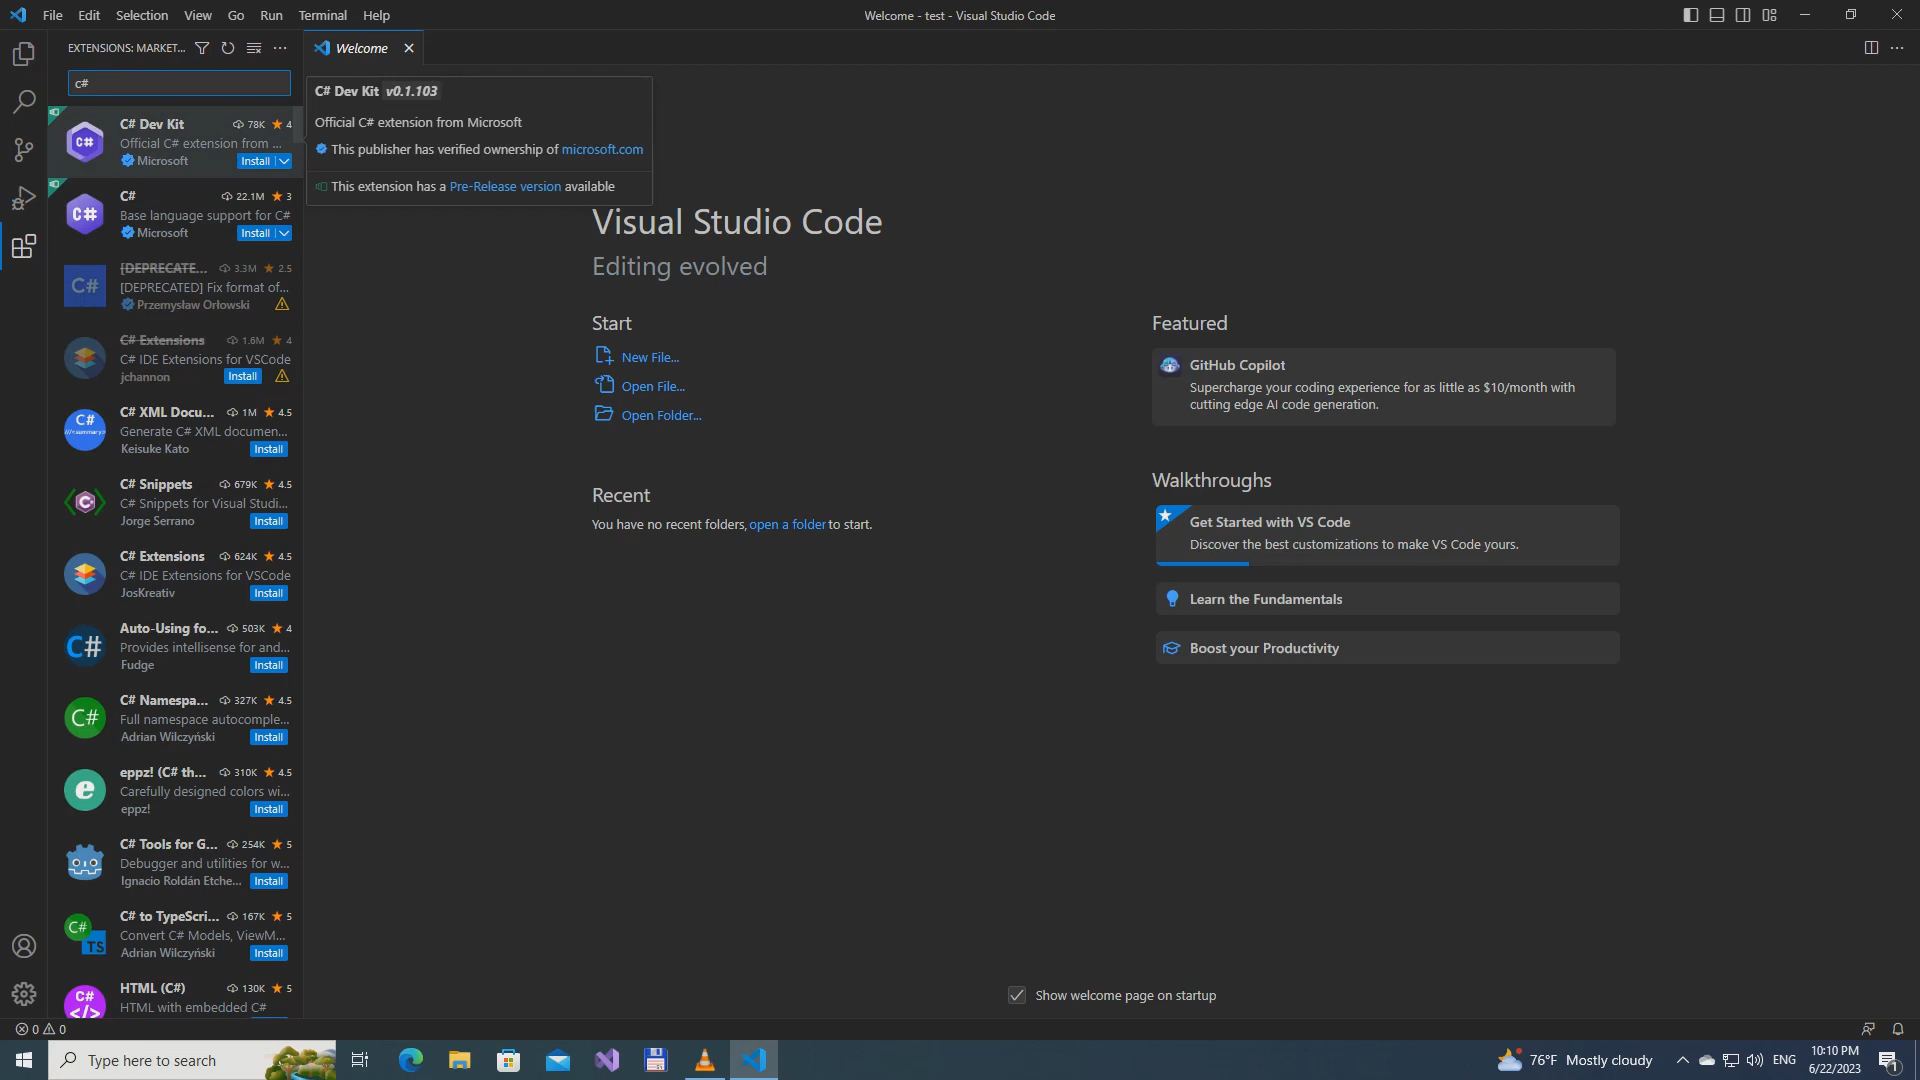 File Edit Selection View Go Run Terminal Help
Welcome - test - Visual Studio Code
EXTENSIONS: MARKET...
Welcome
c#
C# Dev Kit 78K 4
Official C# extension from ...
Microsoft Install
C# 22.1M 3
Base language support for C#
Microsoft Install
[DEPRECATE... 3.3M 2.5
[DEPRECATED] Fix format of...
Przemysław Orłowski
C# Extensions 1.6M 4
C# IDE Extensions for VSCode
jchannon Install
C# XML Docu... 1M 4.5
Generate C# XML documen...
Keisuke Kato Install
C# Snippets 679K 4.5
C# Snippets for Visual Studi...
Jorge Serrano Install
C# Extensions 624K 4.5
C# IDE Extensions for VSCode
JosKreativ Install
Auto-Using fo... 503K 4
Provides intellisense for and...
Fudge Install
C# Namespa... 327K 4.5
Full namespace autocomple...
Adrian Wilczyński Install
eppz! (C# th... 310K 4.5
Carefully designed colors wi...
eppz! Install
C# Tools for G... 254K 5
Debugger and utilities for w...
Ignacio Roldán Etche... Install
C# to TypeScri... 167K 5
Convert C# Models, ViewM...
Adrian Wilczyński Install
HTML (C#) 130K 5
HTML with embedded C#
C# Dev Kit v0.1.103
Official C# extension from Microsoft
This publisher has verified ownership of microsoft.com
This extension has a Pre-Release version available
Visual Studio Code
Editing evolved
Start
New File...
Open File...
Open Folder...
Recent
You have no recent folders, open a folder to start.
Featured
GitHub Copilot
Supercharge your coding experience for as little as $10/month with
cutting edge AI code generation.
Walkthroughs
Get Started with VS Code
Discover the best customizations to make VS Code yours.
Learn the Fundamentals
Boost your Productivity
Show welcome page on startup
0 0
Type here to search
76°F Mostly cloudy
ENG
10:10 PM
6/22/2023
1